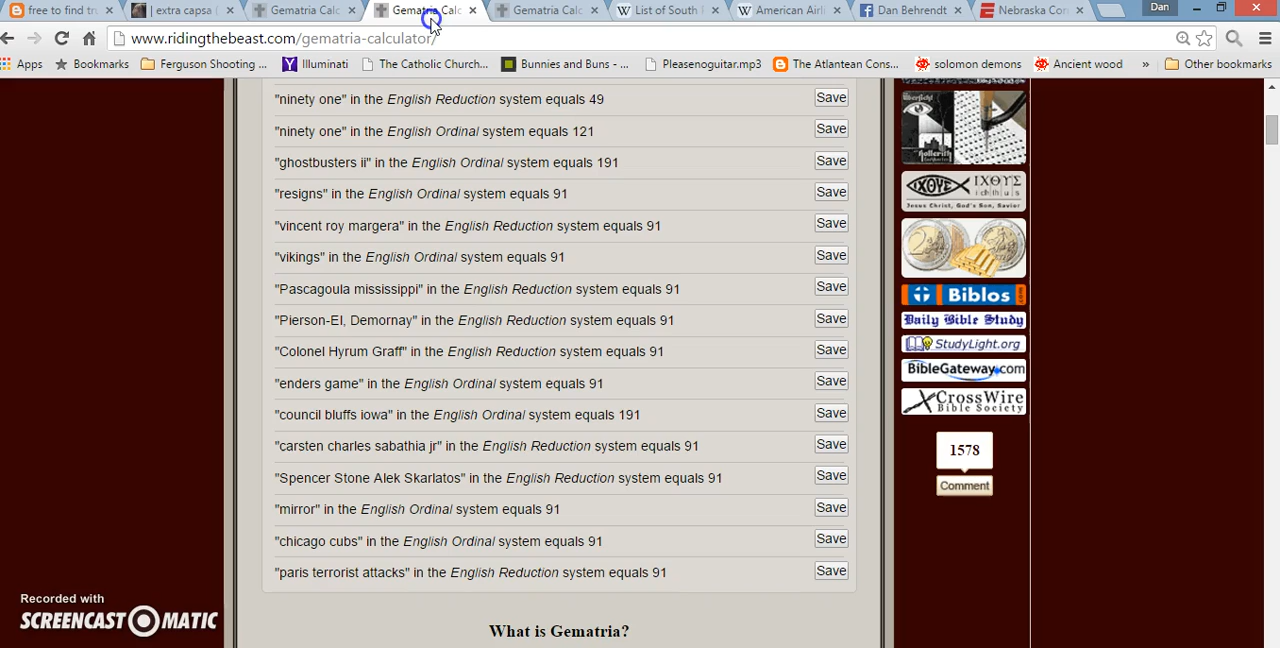 free to find tru
| extra capsa
Gematria Calc
Gematria Calc
Gematria Calc
W List of South P
W American Airl
Dan Behrendt
Nebraska Con
Dan
www.ridingthebeast.com/gematria-calculator/
Apps
Bookmarks
Ferguson Shooting ...
Illuminati
The Catholic Church...
Bunnies and Buns - ...
Pleasenoguitar.mp3
The Atlantean Cons...
solomon demons
Ancient wood
»
Other bookmarks
"ninety one" in the English Reduction system equals 49 Save
"ninety one" in the English Ordinal system equals 121 Save
"ghostbusters ii" in the English Ordinal system equals 191 Save
"resigns" in the English Ordinal system equals 91 Save
"vincent roy margera" in the English Reduction system equals 91 Save
"vikings" in the English Ordinal system equals 91 Save
"Pascagoula mississippi" in the English Reduction system equals 91 Save
"Pierson-El, Demornay" in the English Reduction system equals 91 Save
"Colonel Hyrum Graff" in the English Reduction system equals 91 Save
"enders game" in the English Ordinal system equals 91 Save
"council bluffs iowa" in the English Ordinal system equals 191 Save
"carsten charles sabathia jr" in the English Reduction system equals 91 Save
"Spencer Stone Alek Skarlatos" in the English Reduction system equals 91 Save
"mirror" in the English Ordinal system equals 91 Save
"chicago cubs" in the English Ordinal system equals 91 Save
"paris terrorist attacks" in the English Reduction system equals 91 Save
What is Gematria?
hollerith
ΙΧΘΥΣ
ichthus
Jesus Christ, God's Son, Savior
Biblos.com
Daily Bible Study
StudyLight.org
BibleGateway.com
CrossWire
Bible Society
1578
Comment
Recorded with
SCREENCAST-O-MATIC